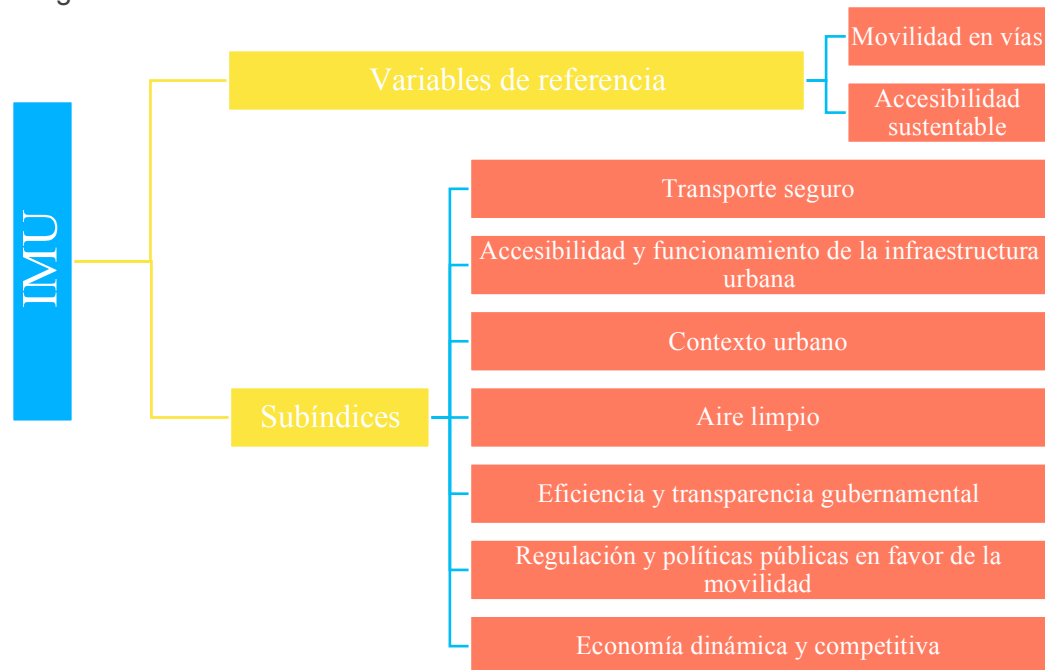 IMU
Variables de referencia
Movilidad en vías
Accesibilidad
sustentable
Subíndices
Transporte seguro
Accesibilidad y funcionamiento de la infraestructura
urbana
Contexto urbano
Aire limpio
Eficiencia y transparencia gubernamental
Regulación y políticas públicas en favor de la
movilidad
Economía dinámica y competitiva